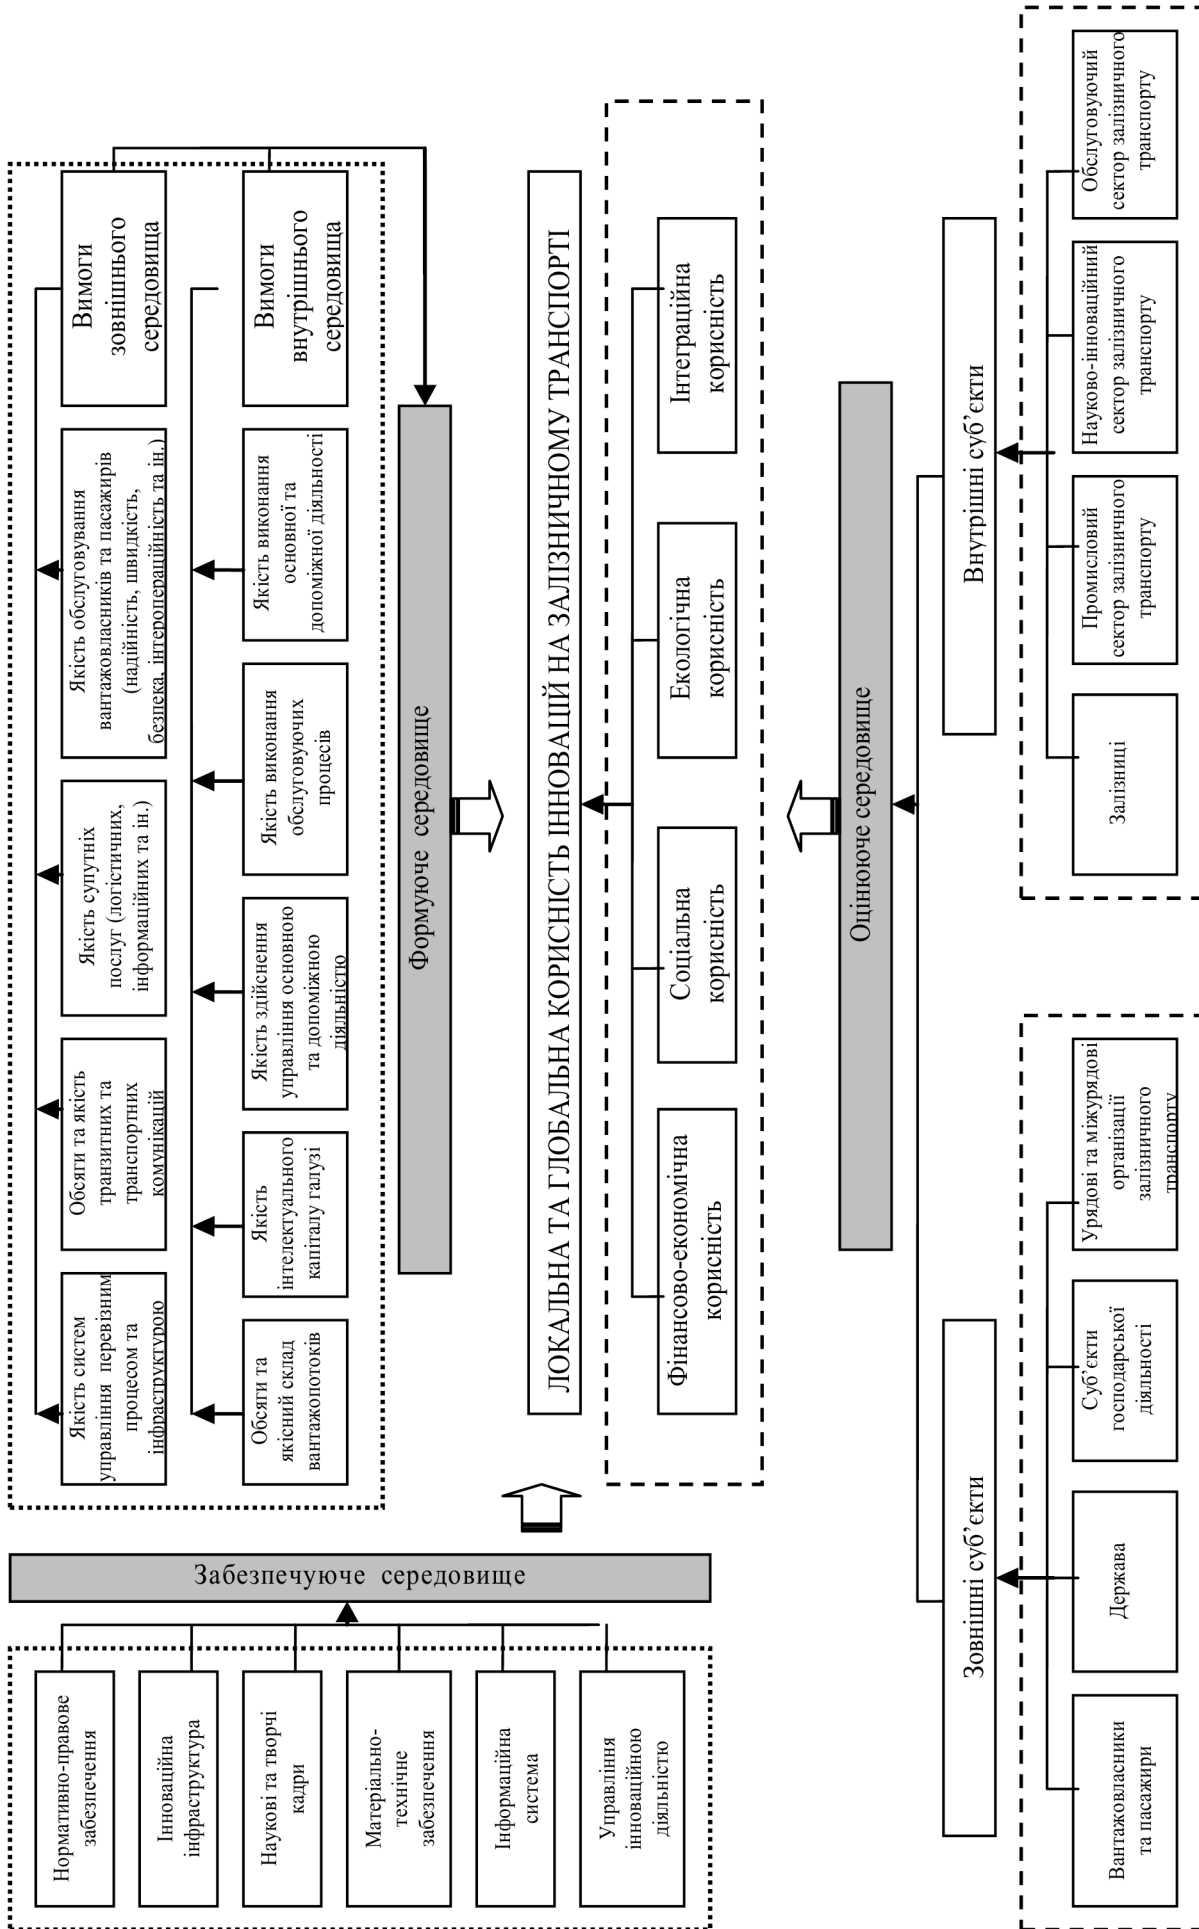 Нормативно-правове
забезпечення
Інноваційна
інфраструктура
Наукові та творчі
кадри
Матеріально-
технічне
забезпечення
Інформаційна
система
Управління
інноваційною
діяльністю
Забезпечуюче середовище
Якість систем
управління перевізним
процесом та
інфраструктурою
Обсяги та якість
транзитних та
транспортних
комунікацій
Якість супутніх
послуг (логістичних,
інформаційних та ін.)
Якість обслуговування
вантажовласників та пасажирів
(надійність, швидкість,
безпека, інтеропераційність та ін.)
Вимоги
зовнішнього
середовища
Обсяги та
якісний склад
вантажопотоків
Якість
інтелектуального
капіталу галузі
Якість здійснення
управління основною
та допоміжною
діяльністю
Якість виконання
обслуговуючих
процесів
Якість виконання
основної та
допоміжної діяльності
Вимоги
внутрішнього
середовища
Формуюче середовище
ЛОКАЛЬНА ТА ГЛОБАЛЬНА КОРИСНІСТЬ ІННОВАЦІЙ НА ЗАЛІЗНИЧНОМУ ТРАНСПОРТІ
Фінансово-економічна
корисність
Соціальна
корисність
Екологічна
корисність
Інтеграційна
корисність
Оцінююче середовище
Зовнішні суб’єкти
Внутрішні суб’єкти
Вантажовласники
та пасажири
Держава
Суб’єкти
господарської
діяльності
Урядові та міжурядові
організації
залізничного
транспорту
Залізниці
Промисловий
сектор залізничного
транспорту
Науково-інноваційний
сектор залізничного
транспорту
Обслуговуючий
сектор залізничного
транспорту